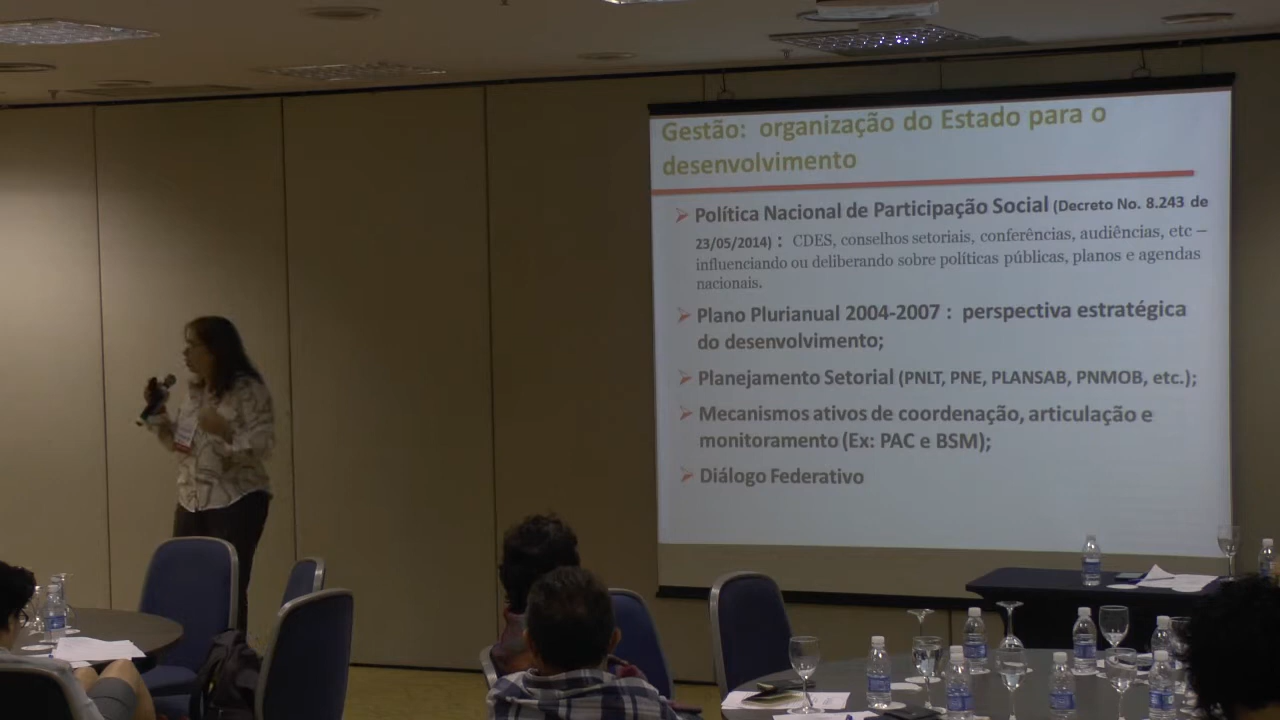 Gestão: organização do Estado para o
desenvolvimento
Política Nacional de Participação Social (Decreto No. 8.243 de
23/05/2014) : CDES, conselhos setoriais, conferências, audiências, etc –
influenciando ou deliberando sobre políticas públicas, planos e agendas
nacionais.
Plano Plurianual 2004-2007 : perspectiva estratégica
do desenvolvimento;
Planejamento Setorial (PNLT, PNE, PLANSAB, PNMOB, etc.);
Mecanismos ativos de coordenação, articulação e
monitoramento (Ex: PAC e BSM);
Diálogo Federativo